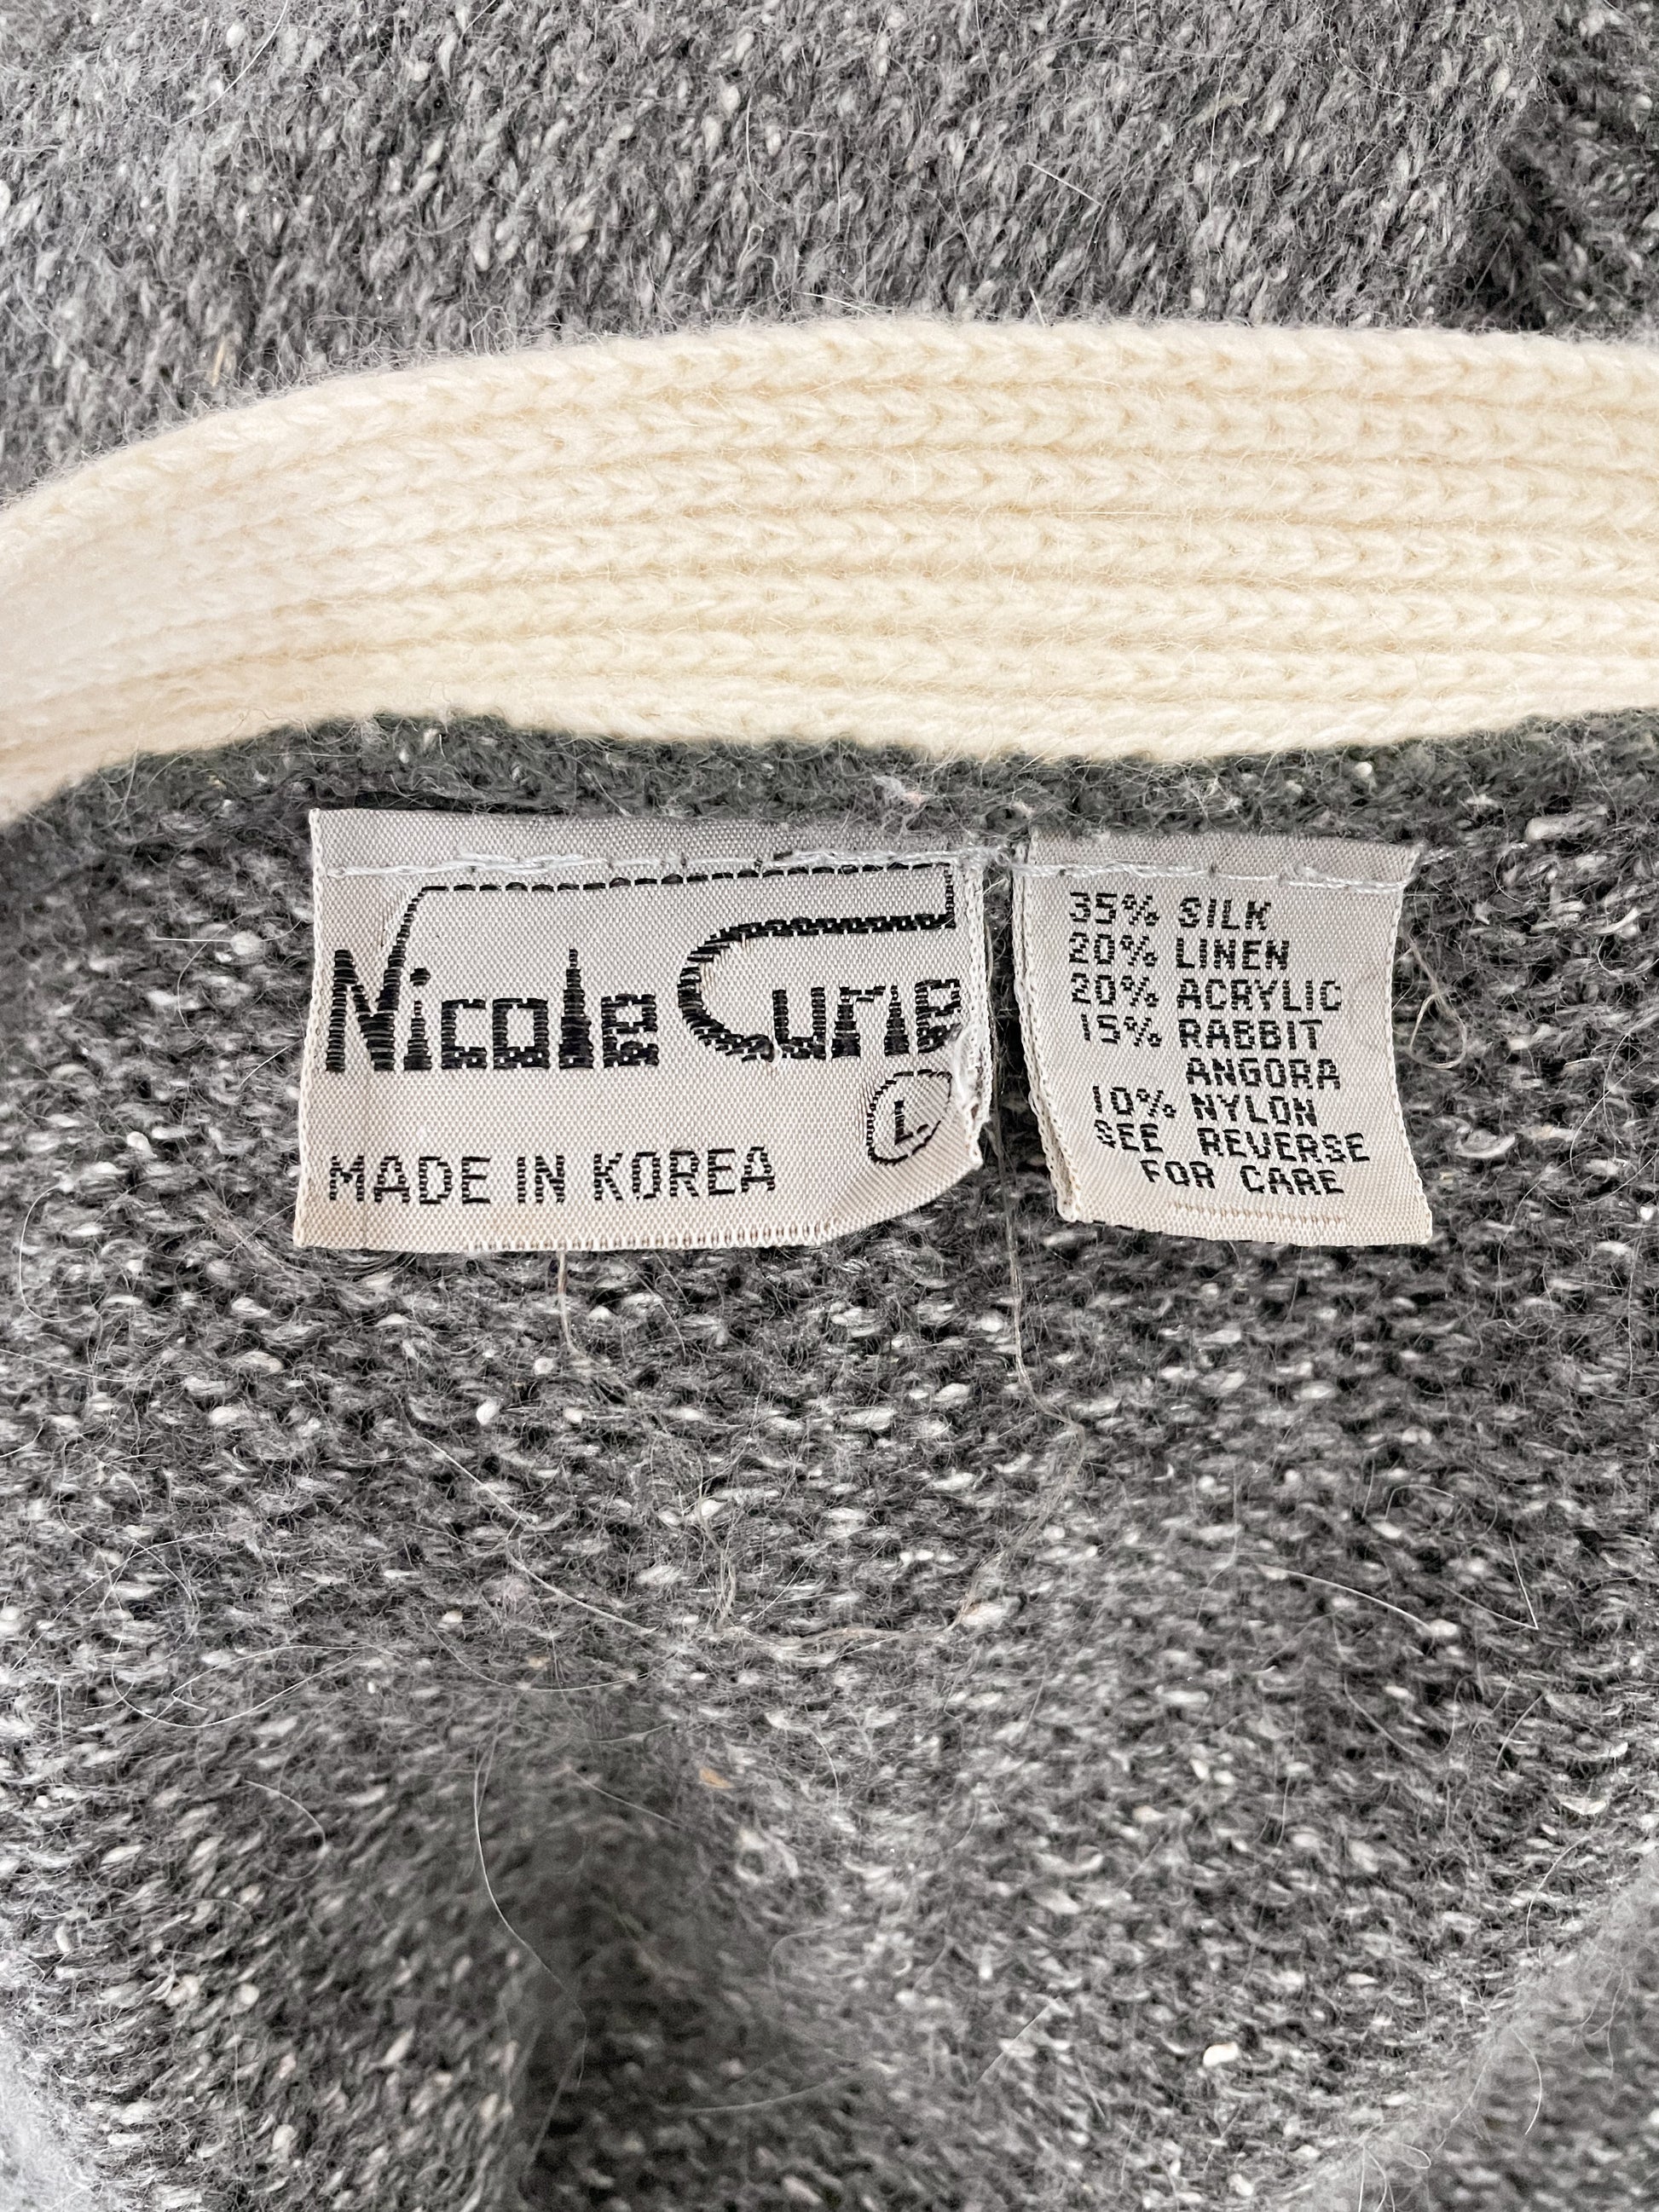 Nicole Curie
L
MADE IN KOREA
35% SILK
20% LINEN
20% ACRYLIC
15% RABBIT
ANGORA
10% NYLON
SEE REVERSE
FOR CARE